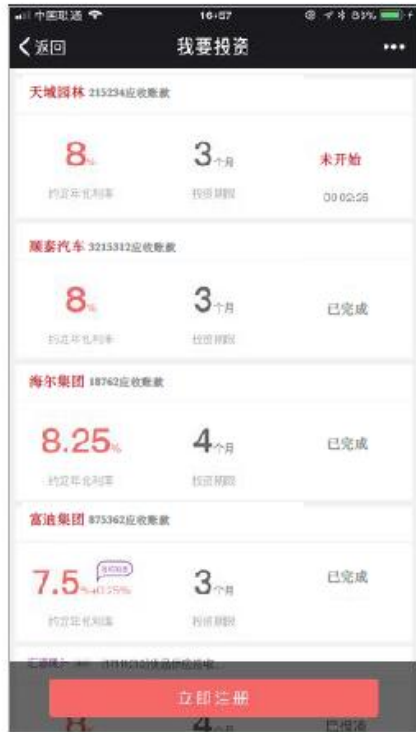 中国联通 16:57 83%
返回 我要投资
天域园林 215234应收账款
8% 3个月 未开始
约定年化利率 投资期限 00:02:58
顺泰汽车 3215312应收账款
8% 3个月 已完成
约定年化利率 投资期限
海尔集团 18762应收账款
8.25% 4个月 已完成
约定年化利率 投资期限
富迪集团 875362应收账款
7.5%+0.25% 3个月 已完成
约定年化利率 投资期限
立即注册
8 4个月